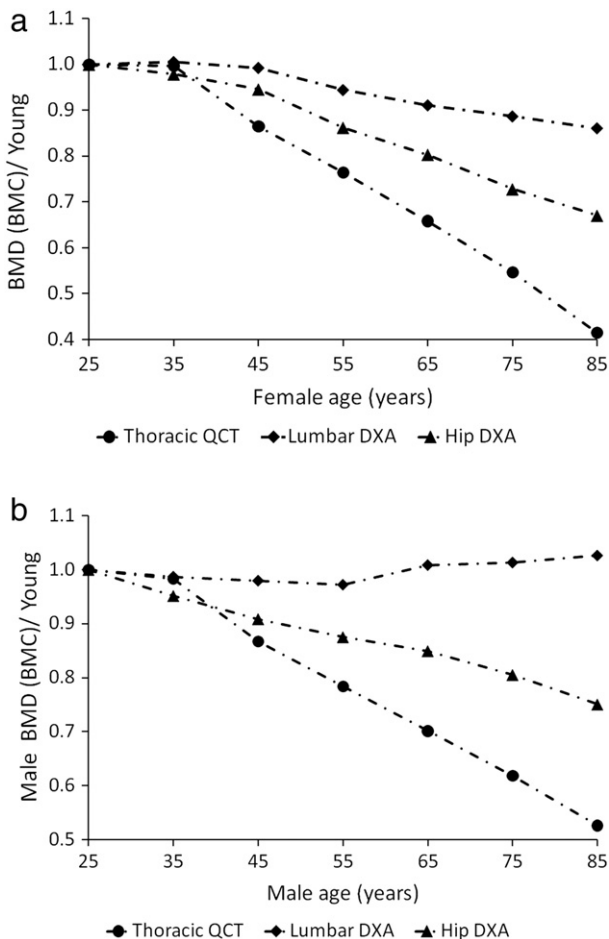 a
1.1
1.0
0.9
0.8
0.7
0.6
0.5
0.4
BMD (BMC)/ Young
25 35 45 55 65 75 85
Female age (years)
Thoracic QCT Lumbar DXA Hip DXA
b
1.1
1.0
0.9
0.8
0.7
0.6
0.5
Male BMD (BMC)/ Young
25 35 45 55 65 75 85
Male age (years)
Thoracic QCT Lumbar DXA Hip DXA